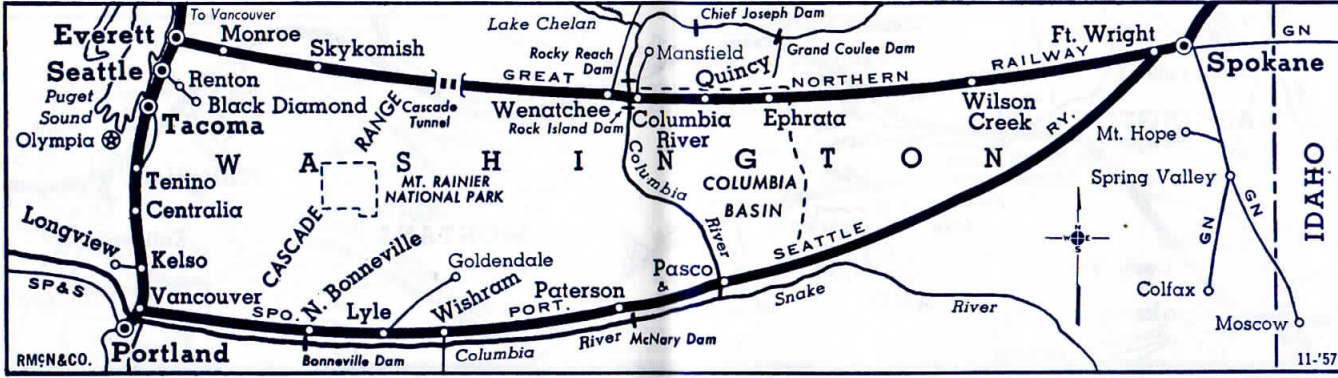 To Vancouver
Everett
Monroe
Skykomish
Seattle
Renton
Puget
Sound
Black Diamond
Tacoma
Olympia
Tenino
Centralia
Longview
Kelso
SP&S
Vancouver
Portland
RMCN&CO.
Lake Chelan
Chief Joseph Dam
Rocky Reach
Dam
Mansfield
Grand Coulee Dam
Quincy
GREAT NORTHERN RAILWAY
Cascade
Tunnel
Wenatchee
Rock Island Dam
Columbia
River
Ephrata
Wilson
Creek
Ft. Wright
Spokane
GN
CASCADE RANGE
WASHINGTON
MT. RAINIER
NATIONAL PARK
Columbia River
COLUMBIA
BASIN
Mt. Hope
Spring Valley
GN
GN
Colfax
Moscow
IDAHO
N
W E
S
SPO. PORT. SEATTLE RY.
&
N. Bonneville
Lyle
Goldendale
Wishram
Paterson
Pasco
Bonneville Dam
Columbia River
McNary Dam
Snake River
11-'57